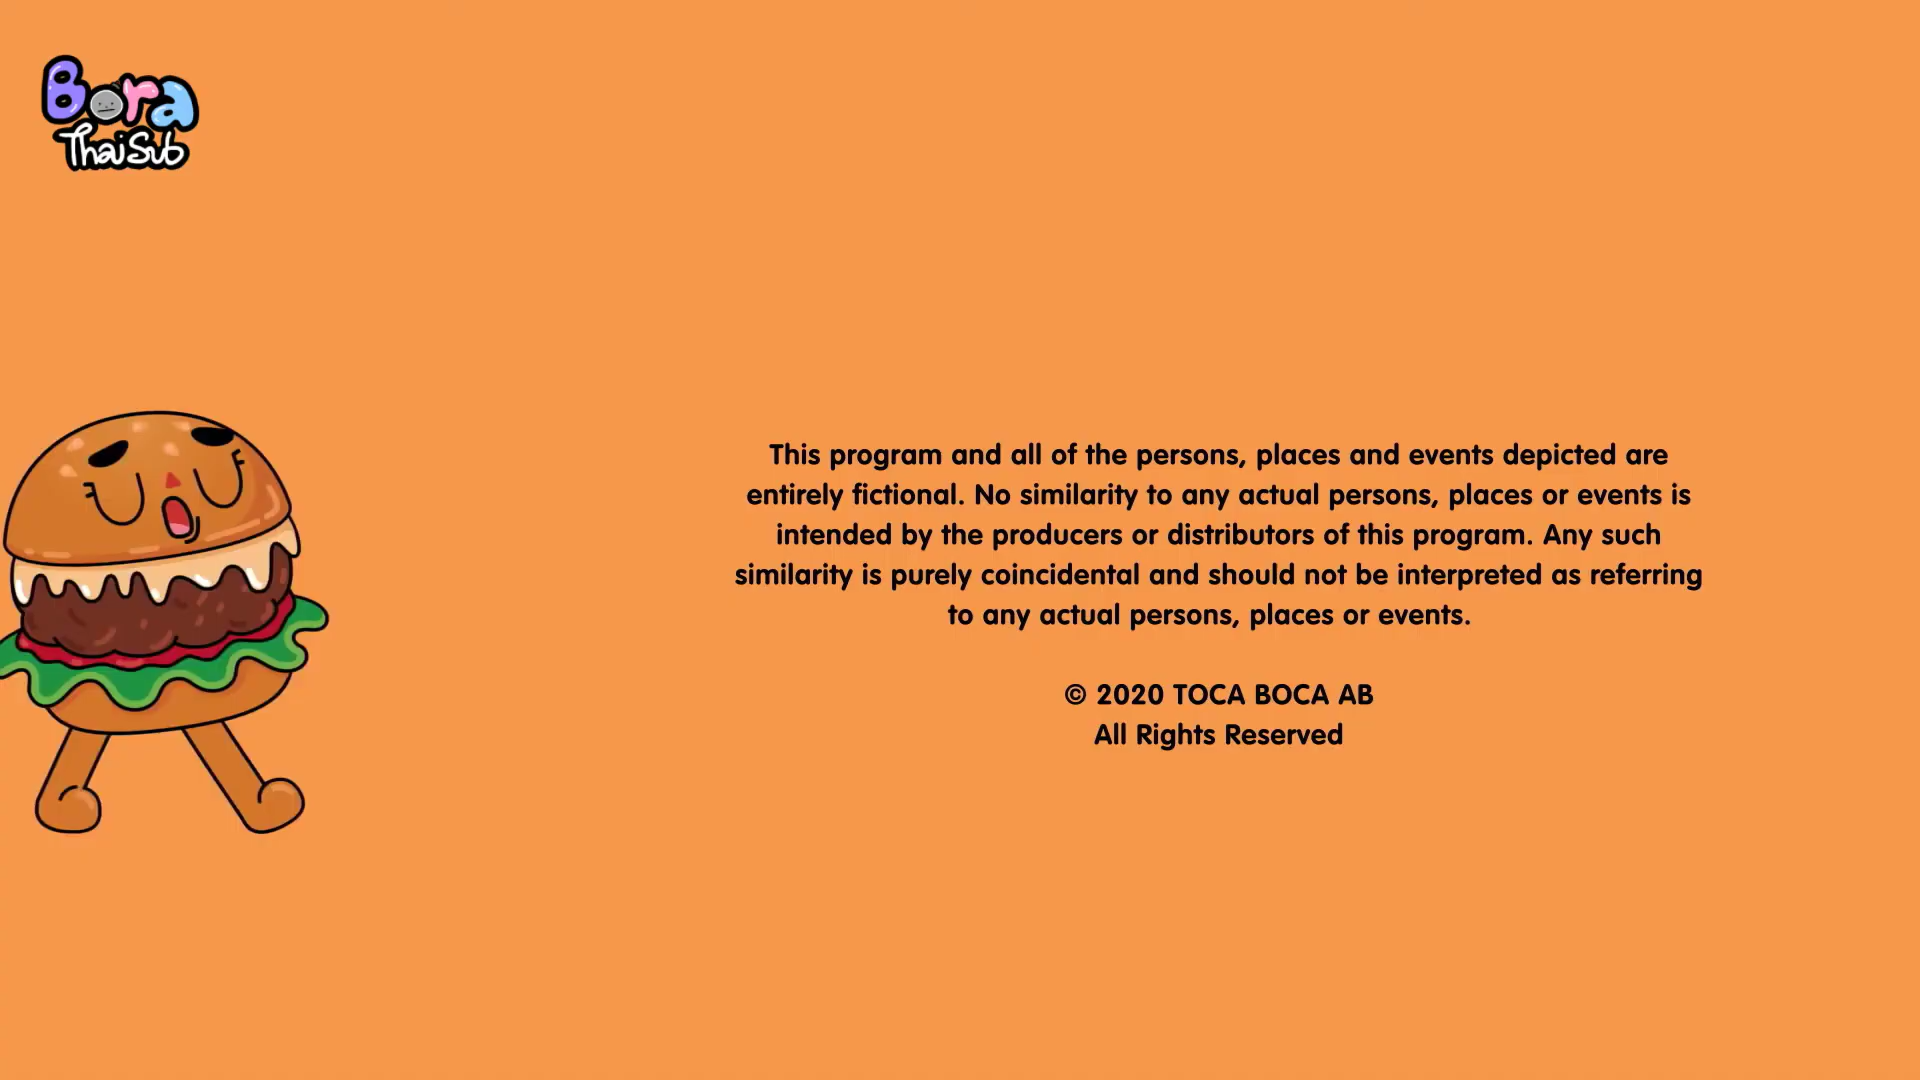 Bora
ThaiSub
This program and all of the persons, places and events depicted are
entirely fictional. No similarity to any actual persons, places or events is
intended by the producers or distributors of this program. Any such
similarity is purely coincidental and should not be interpreted as referring
to any actual persons, places or events.
© 2020 TOCA BOCA AB
All Rights Reserved